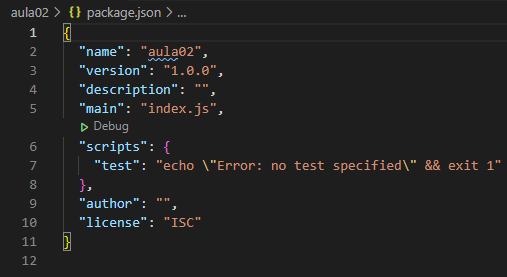 aula02 > {} package.json > ...
1 {
2 "name": "aula02",
3 "version": "1.0.0",
4 "description": "",
5 "main": "index.js",
Debug
6 "scripts": {
7 "test": "echo \"Error: no test specified\" && exit 1"
8 },
9 "author": "",
10 "license": "ISC"
11 }
12